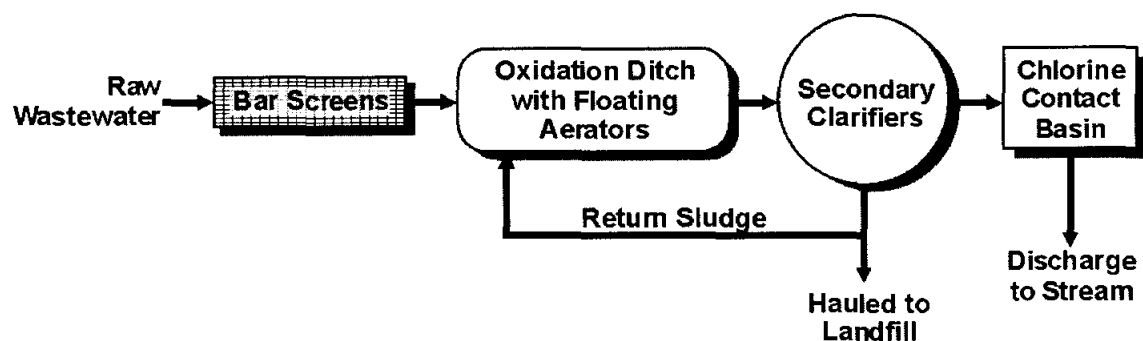 Raw
Wastewater
Bar Screens
Oxidation Ditch
with Floating
Aerators
Secondary
Clarifiers
Chlorine
Contact
Basin
Return Sludge
Hauled to
Landfill
Discharge
to Stream